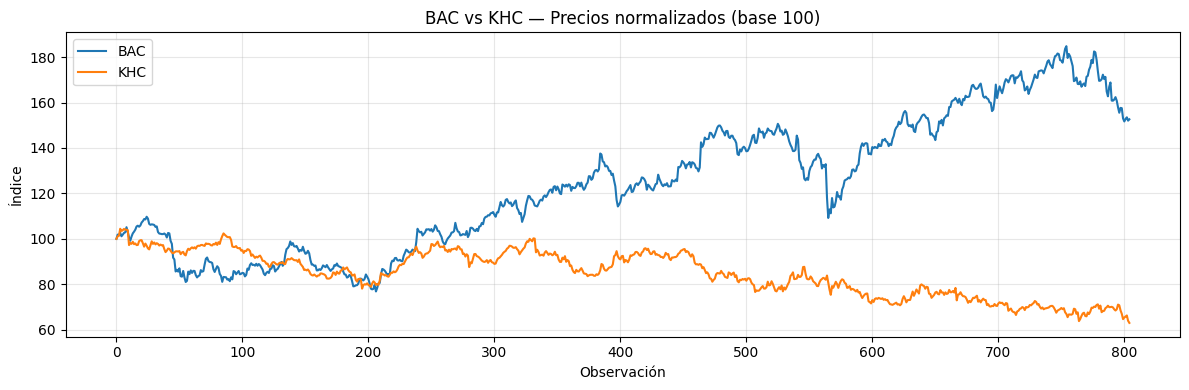 BAC vs KHC — Precios normalizados (base 100)
BAC
KHC
180
160
140
120
100
80
60
Índice
0 100 200 300 400 500 600 700 800
Observación